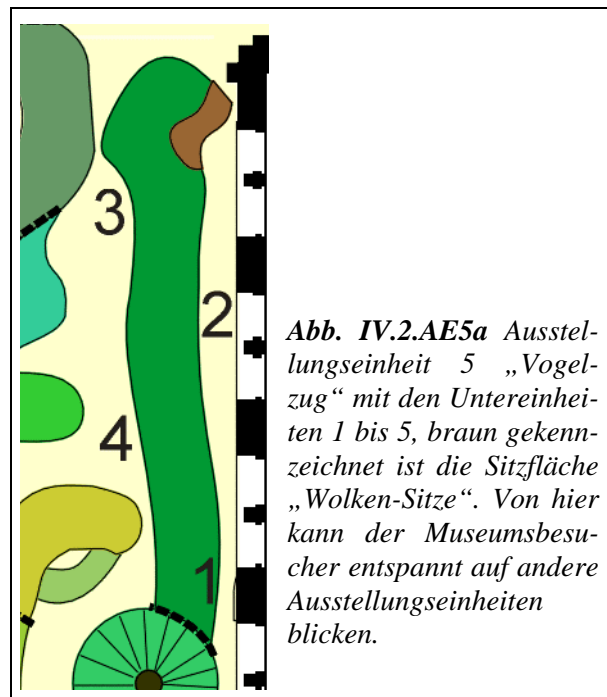 3
2
4
1
Abb. IV.2.AE5a Ausstel-
lungseinheit 5 „Vogel-
zug“ mit den Untereinhei-
ten 1 bis 5, braun gekenn-
zeichnet ist die Sitzfläche
„Wolken-Sitze“. Von hier
kann der Museumsbesu-
cher entspannt auf andere
Ausstellungseinheiten
blicken.